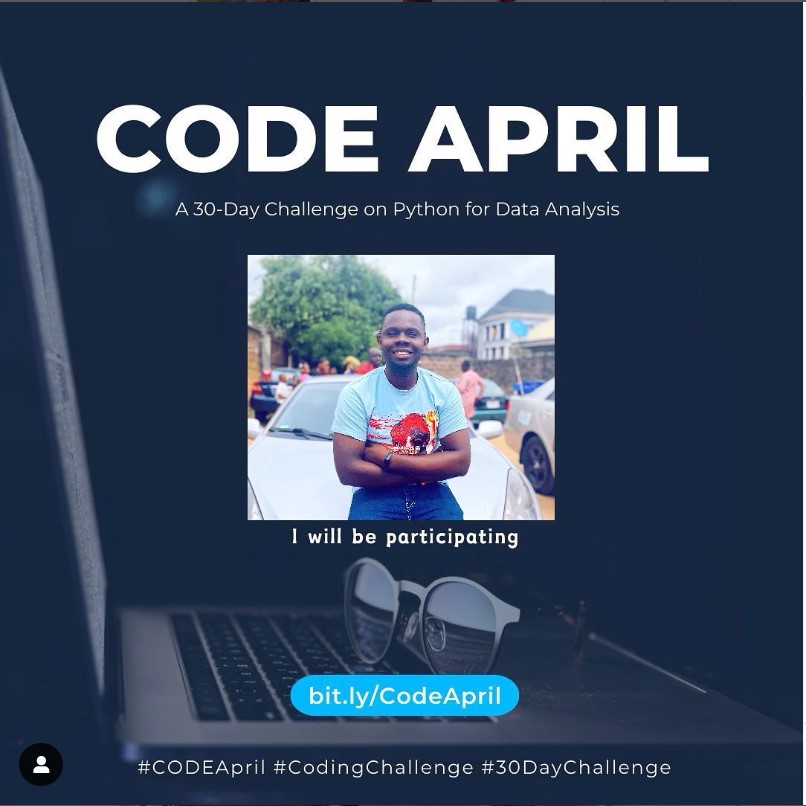 CODE APRIL
A 30-Day Challenge on Python for Data Analysis
I will be participating
bit.ly/CodeApril
#CODEApril #CodingChallenge #30DayChallenge